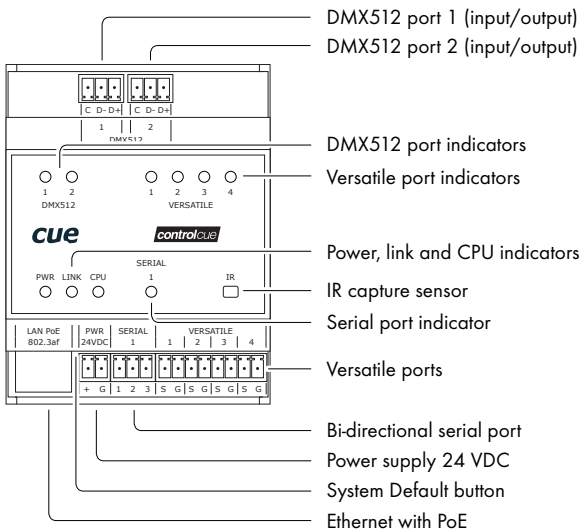 DMX512 port 1 (input/output)
DMX512 port 2 (input/output)
C D- D+ C D- D+
1 2
DMX512
DMX512 port indicators
1 2 1 2 3 4
DMX512 VERSATILE
Versatile port indicators
cue controlcue
SERIAL
PWR LINK CPU 1 IR
Power, link and CPU indicators
IR capture sensor
Serial port indicator
LAN PoE PWR SERIAL VERSATILE
802.3af 24VDC 1 1 2 3 4
Versatile ports
+ G 1 2 3 S G S G S G S G
Bi-directional serial port
Power supply 24 VDC
System Default button
Ethernet with PoE